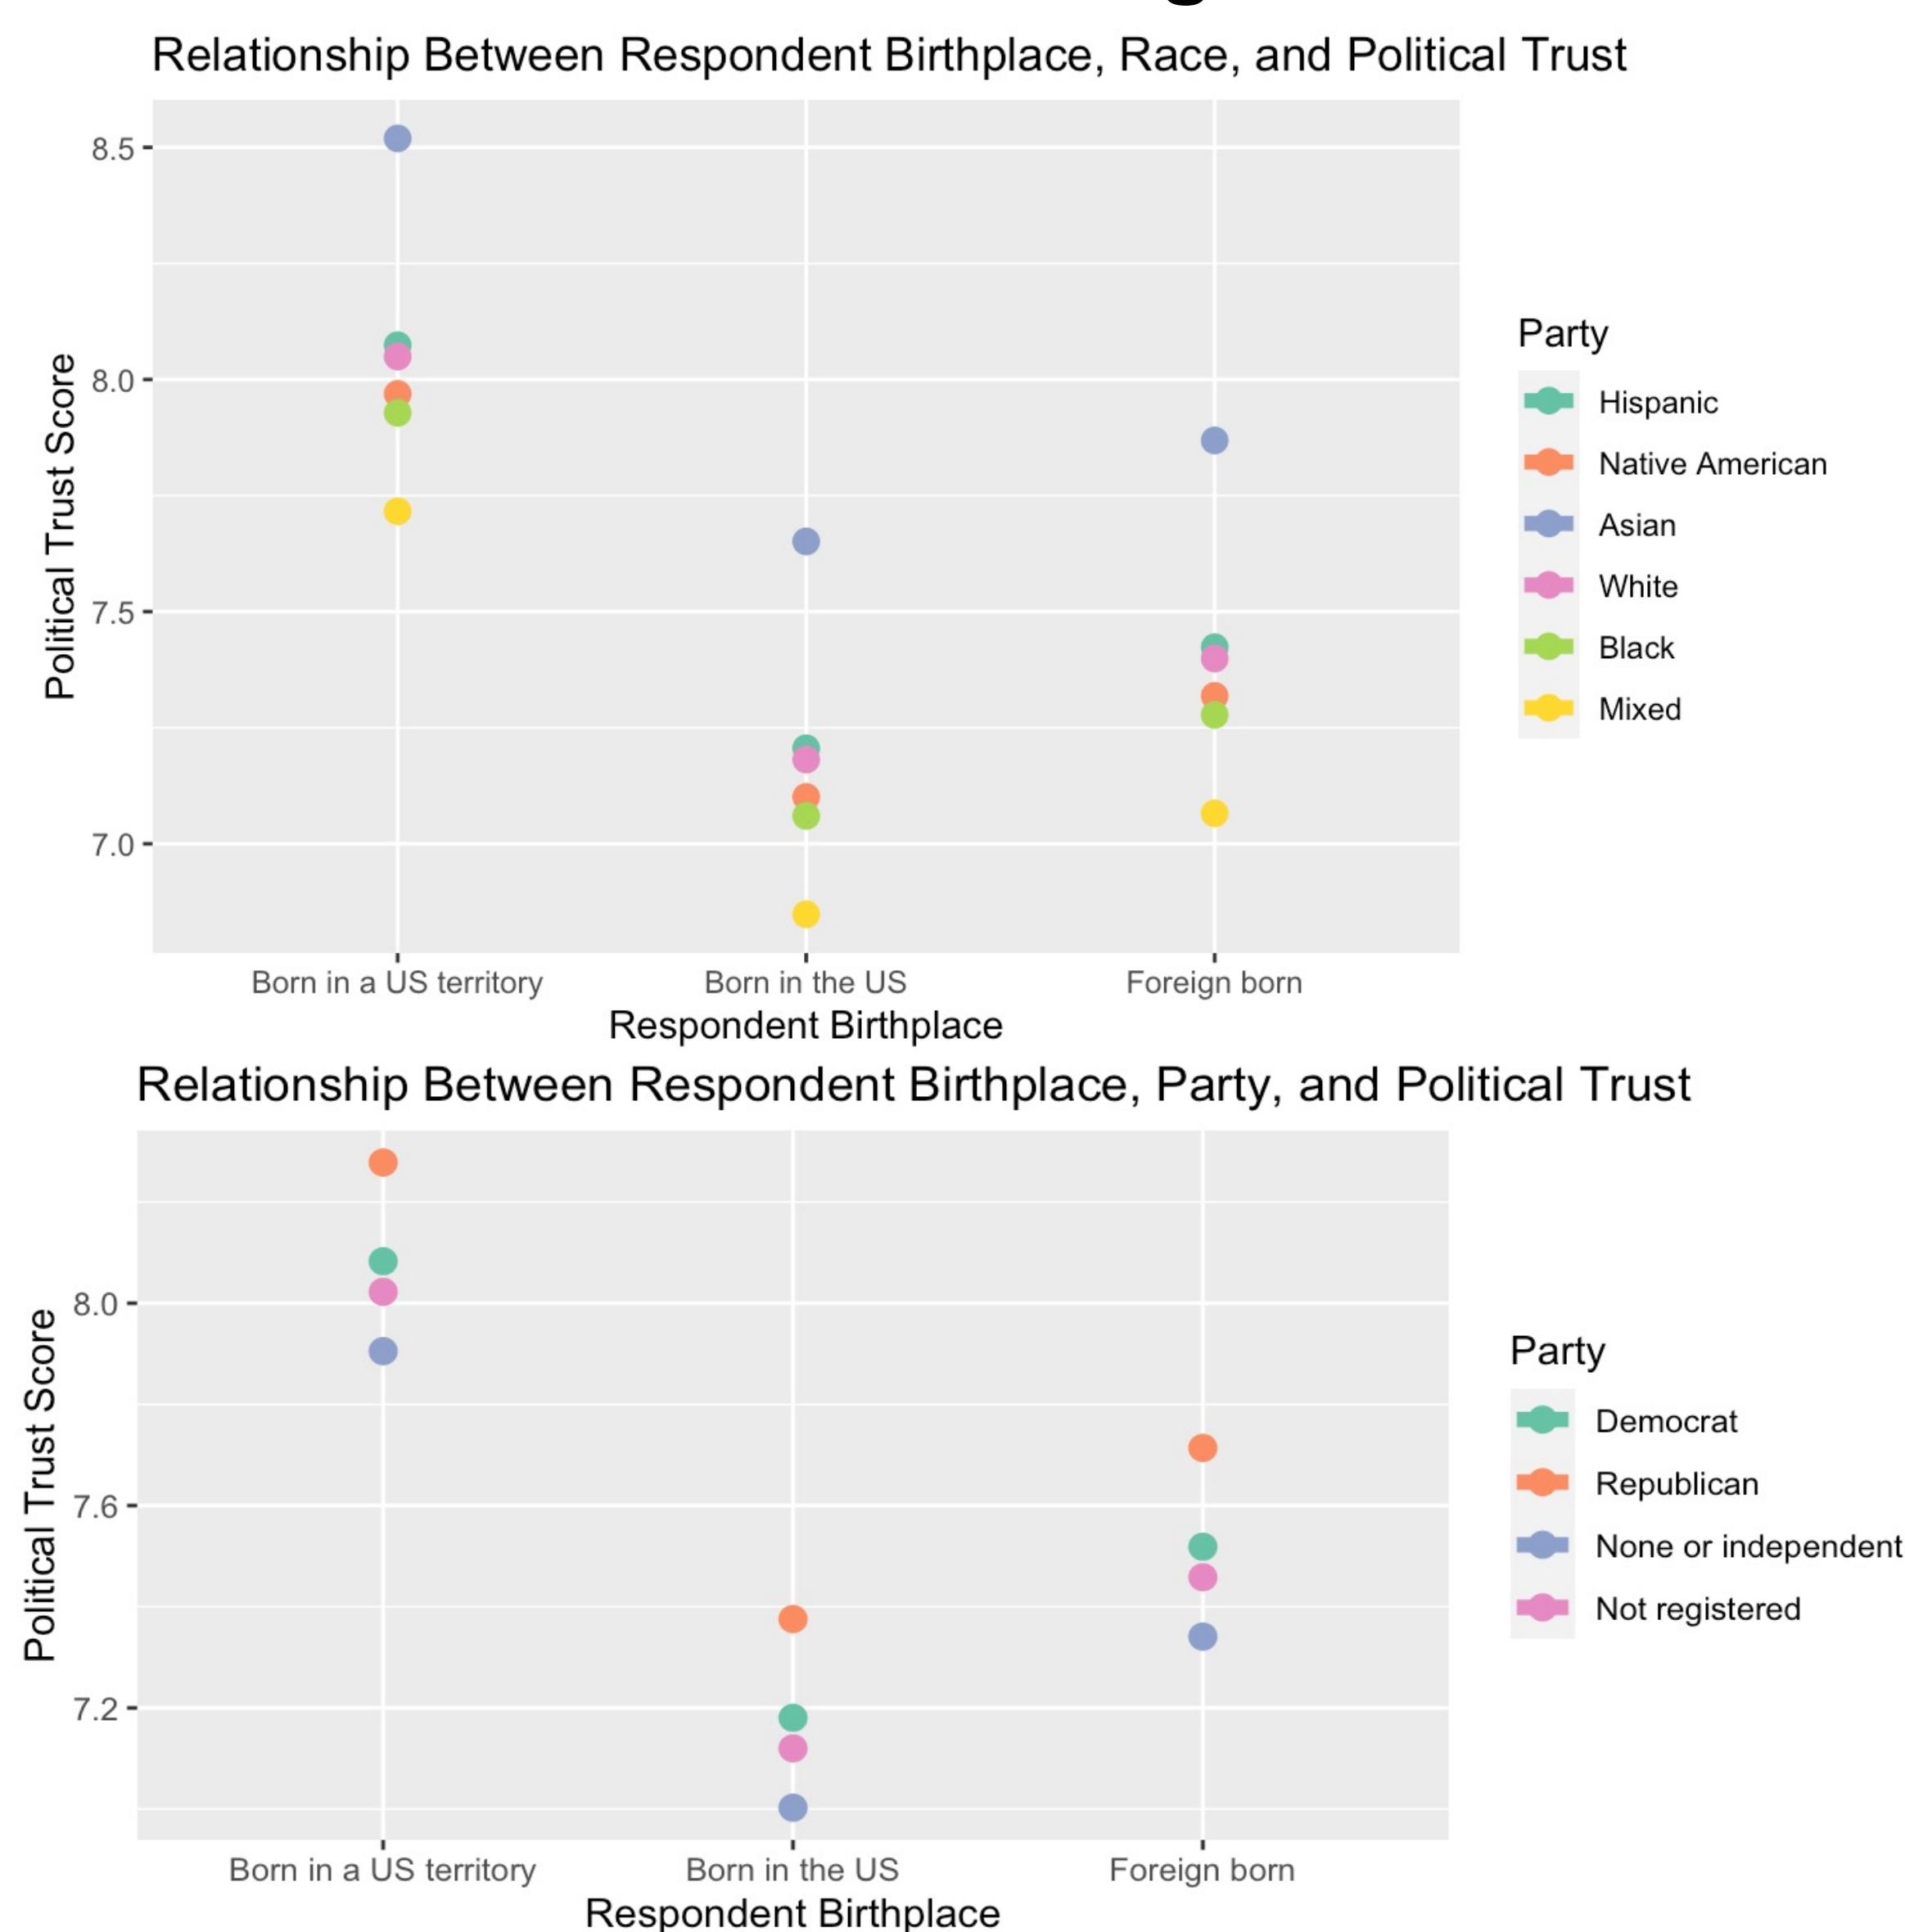 Relationship Between Respondent Birthplace, Race, and Political Trust
Political Trust Score
8.5
8.0
7.5
7.0
Born in a US territory
Born in the US
Foreign born
Respondent Birthplace
Party
Hispanic
Native American
Asian
White
Black
Mixed
Relationship Between Respondent Birthplace, Party, and Political Trust
Political Trust Score
8.0
7.6
7.2
Born in a US territory
Born in the US
Foreign born
Respondent Birthplace
Party
Democrat
Republican
None or independent
Not registered